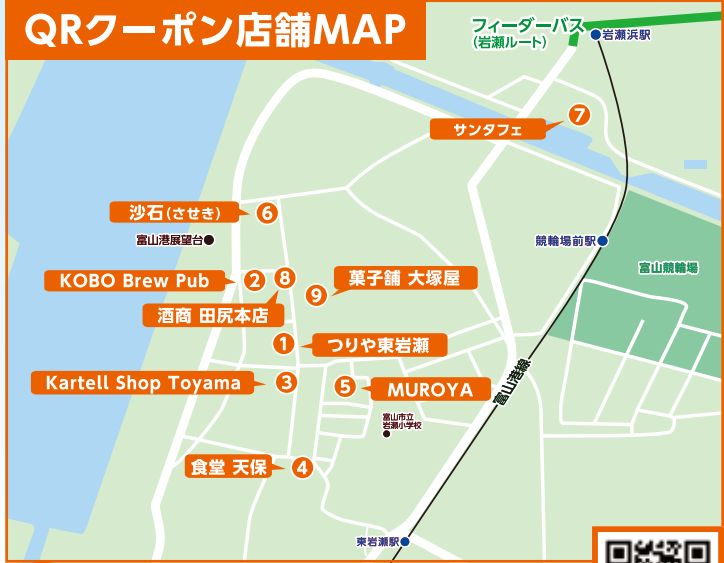 QRクーポン店舗MAP
フィーダーバス
(岩瀬ルート)
岩瀬浜駅
7
サンタフェ
沙石(させき)
6
富山港展望台
競輪場前駅
富山競輪場
KOBO Brew Pub
2
8
菓子舗 大塚屋
9
酒商 田尻本店
1
つりや東岩瀬
Kartell Shop Toyama
3
5
MUROYA
富山港線
富山市立
岩瀬小学校
食堂 天保
4
東岩瀬駅